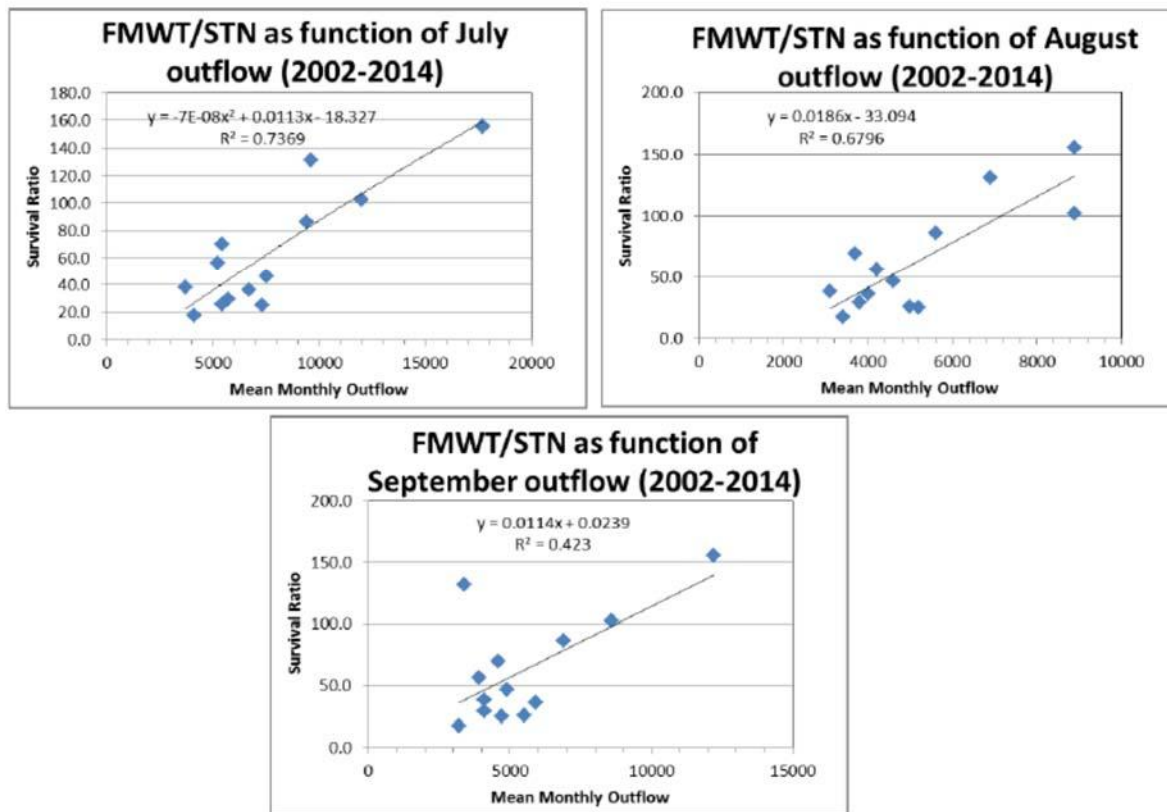 FMWT/STN as function of July
outflow (2002-2014)
Survival Ratio
180.0
160.0
140.0
120.0
100.0
80.0
60.0
40.0
20.0
0.0
y = -7E-08x² + 0.0113x - 18.327
R² = 0.7369
0 5000 10000 15000 20000
Mean Monthly Outflow
FMWT/STN as function of August
outflow (2002-2014)
Survival Ratio
200.0
150.0
100.0
50.0
0.0
y = 0.0186x - 33.094
R² = 0.6796
0 2000 4000 6000 8000 10000
Mean Monthly Outflow
FMWT/STN as function of
September outflow (2002-2014)
Survival Ratio
200.0
150.0
100.0
50.0
0.0
y = 0.0114x + 0.0239
R² = 0.423
0 5000 10000 15000
Mean Monthly Outflow